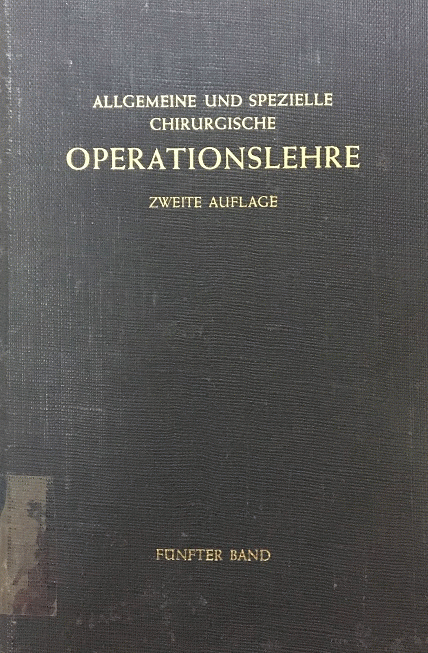 ALLGEMEINE UND SPEZIELLE
CHIRURGISCHE
OPERATIONSLEHRE
ZWEITE AUFLAGE
FÜNFTER BAND